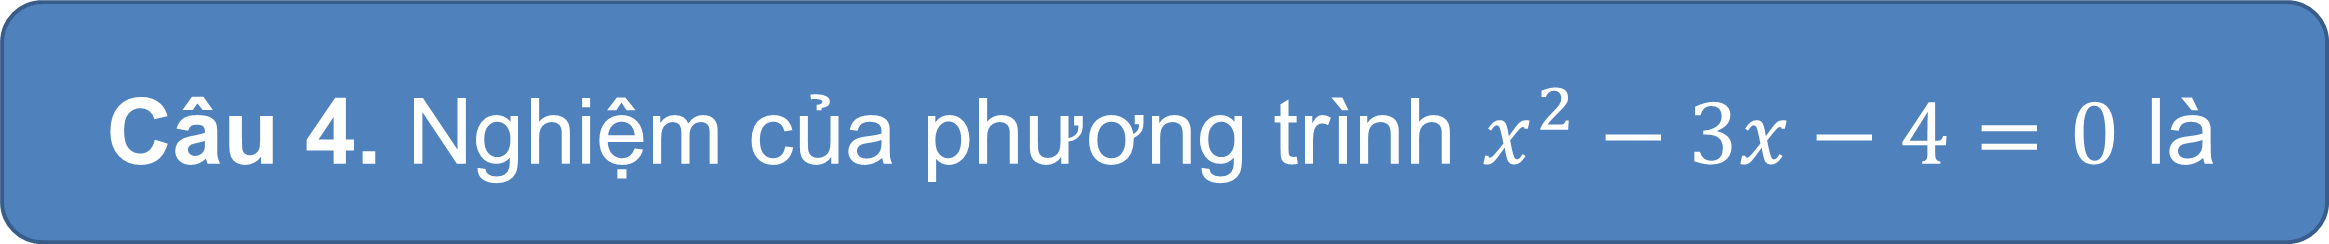 Câu 4. Nghiệm của phương trình x² − 3x − 4 = 0 là